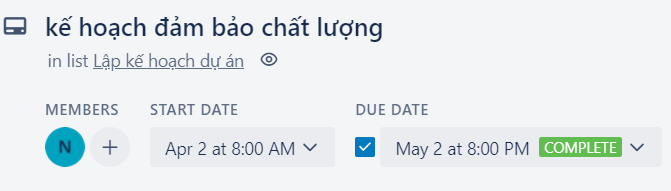 kế hoạch đảm bảo chất lượng
in list Lập kế hoạch dự án
MEMBERS START DATE DUE DATE
N + Apr 2 at 8:00 AM May 2 at 8:00 PM COMPLETE